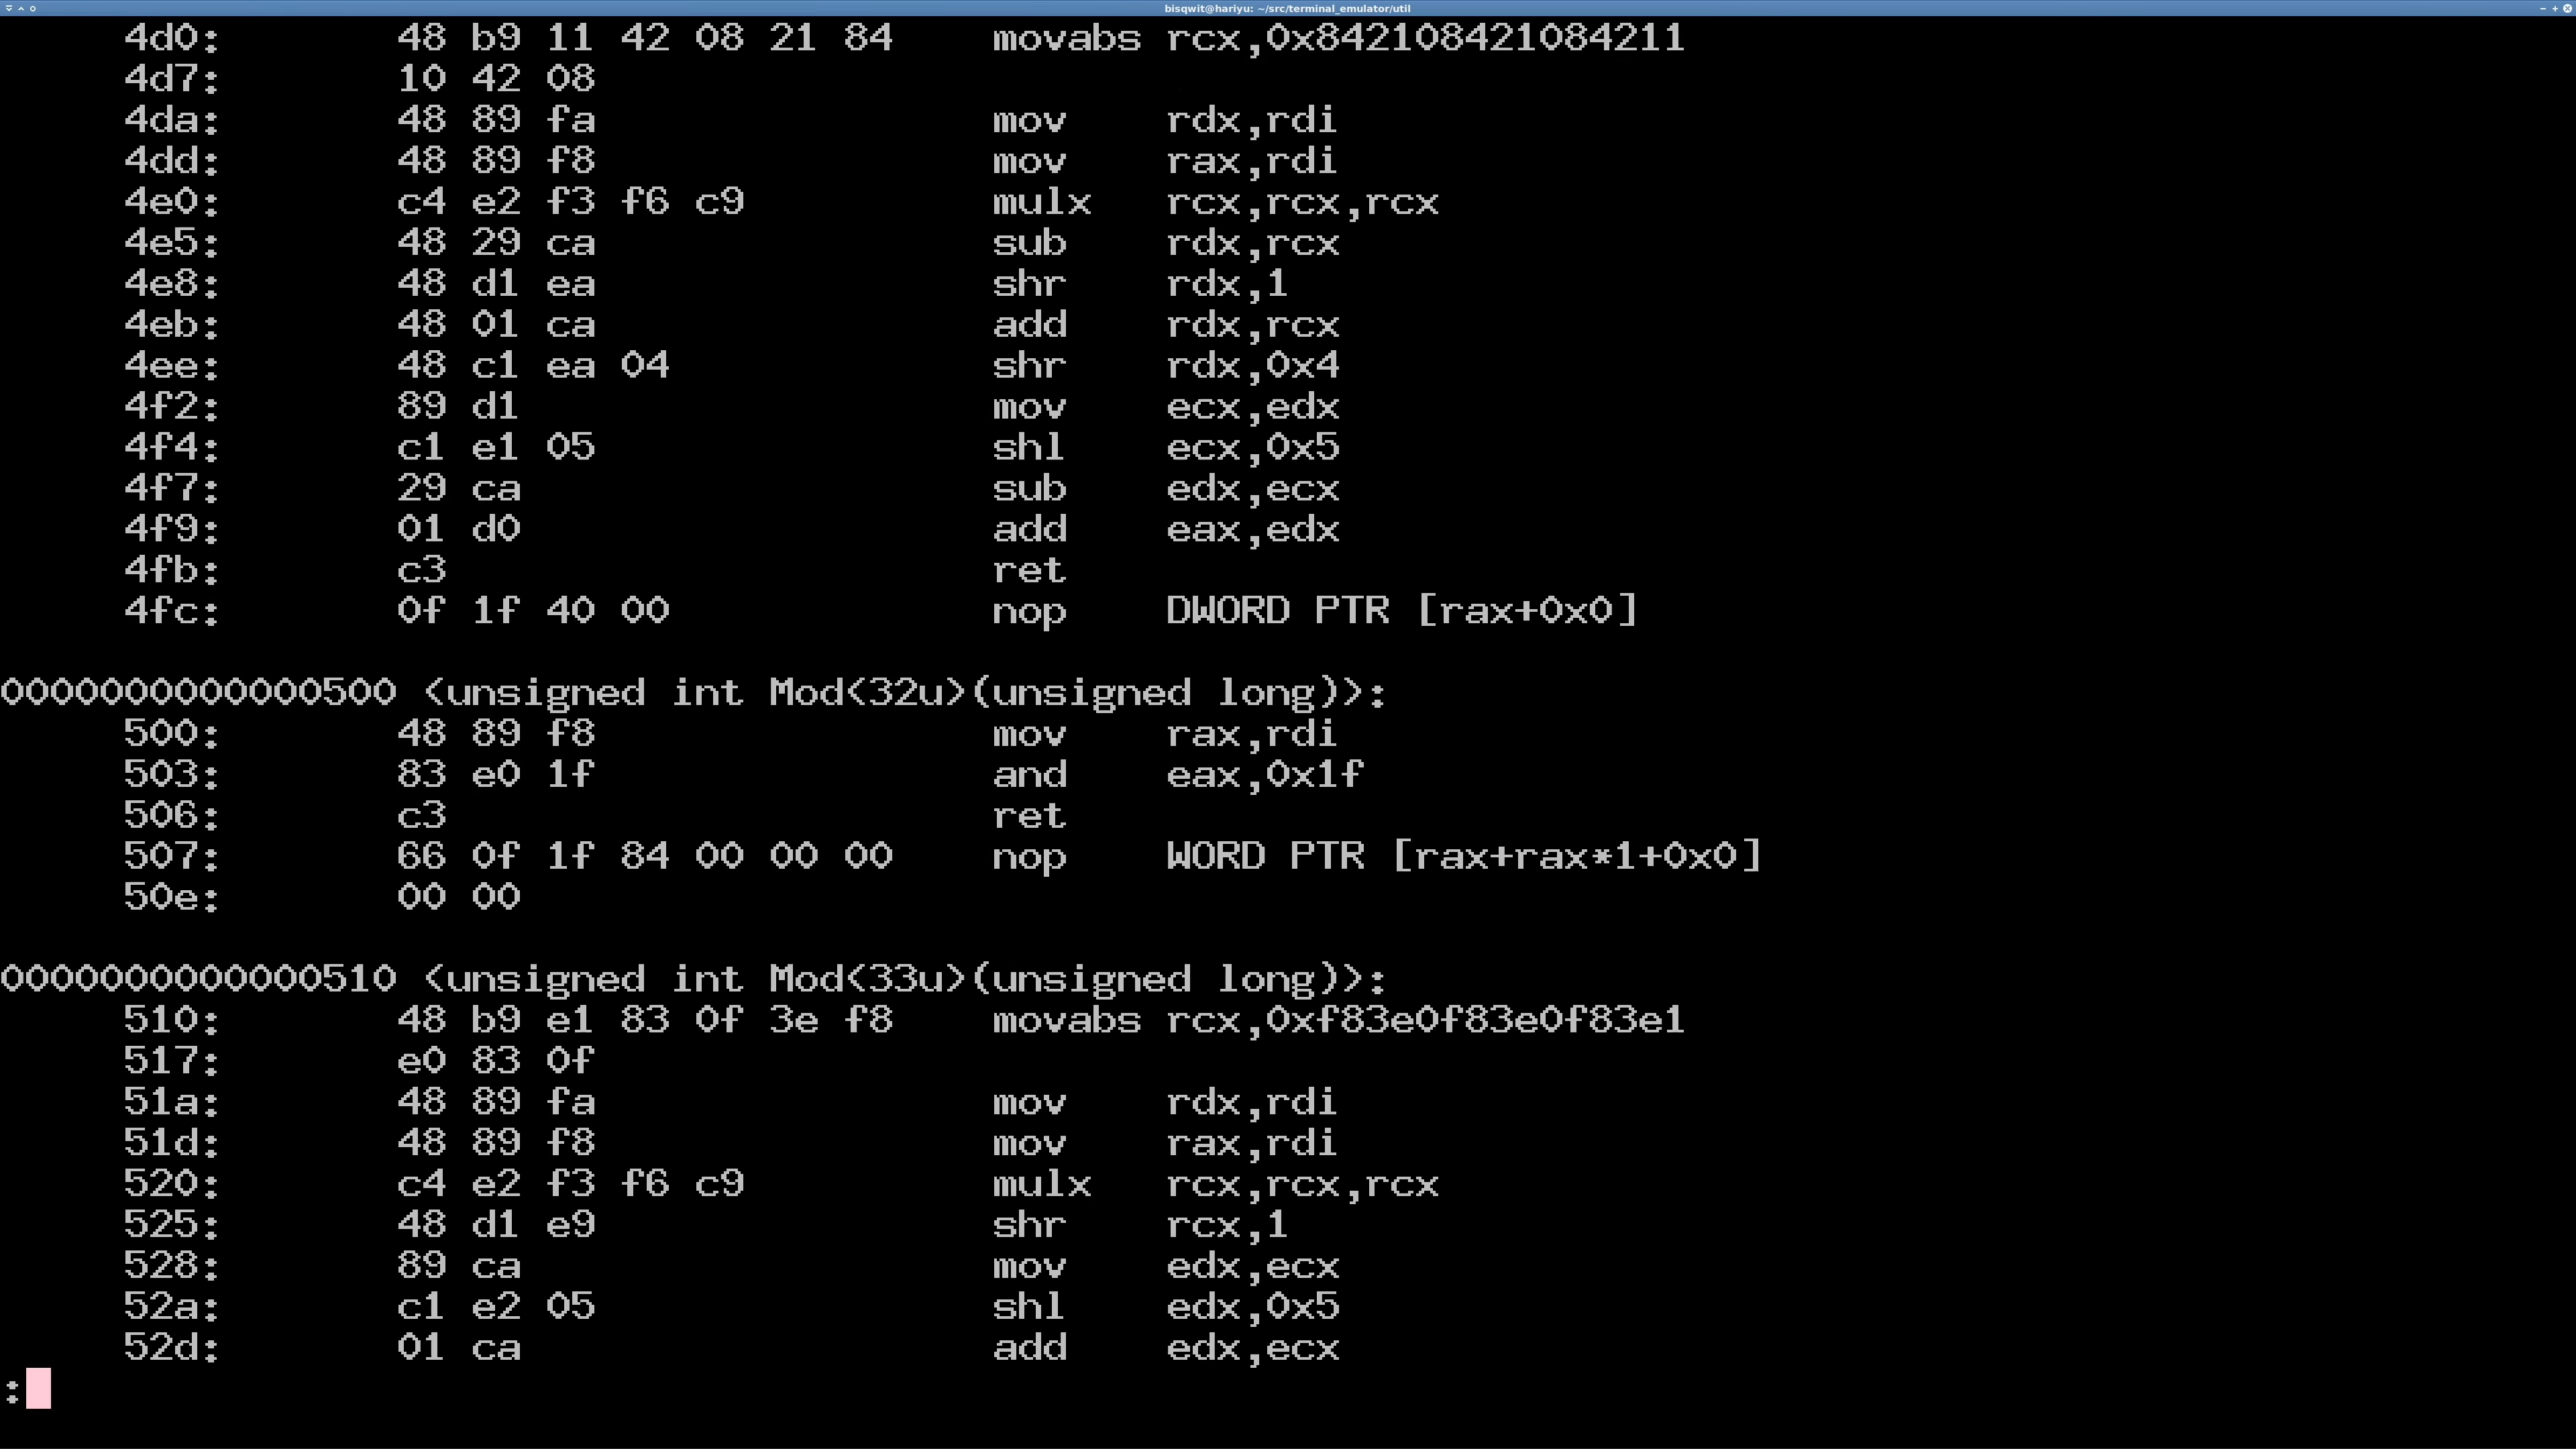 bisqwit@hariyu: ~/src/terminal_emulator/util
4d0: 48 b9 11 42 08 21 84 movabs rcx,0x842108421084211
4d7: 10 42 08
4da: 48 89 fa mov rdx,rdi
4dd: 48 89 f8 mov rax,rdi
4e0: c4 e2 f3 f6 c9 mulx rcx,rcx,rcx
4e5: 48 29 ca sub rdx,rcx
4e8: 48 d1 ea shr rdx,1
4eb: 48 01 ca add rdx,rcx
4ee: 48 c1 ea 04 shr rdx,0x4
4f2: 89 d1 mov ecx,edx
4f4: c1 e1 05 shl ecx,0x5
4f7: 29 ca sub edx,ecx
4f9: 01 d0 add eax,edx
4fb: c3 ret
4fc: 0f 1f 40 00 nop DWORD PTR [rax+0x0]
0000000000000500 <unsigned int Mod<32u>(unsigned long)>:
500: 48 89 f8 mov rax,rdi
503: 83 e0 1f and eax,0x1f
506: c3 ret
507: 66 0f 1f 84 00 00 00 nop WORD PTR [rax+rax*1+0x0]
50e: 00 00
0000000000000510 <unsigned int Mod<33u>(unsigned long)>:
510: 48 b9 e1 83 0f 3e f8 movabs rcx,0xf83e0f83e0f83e1
517: e0 83 0f
51a: 48 89 fa mov rdx,rdi
51d: 48 89 f8 mov rax,rdi
520: c4 e2 f3 f6 c9 mulx rcx,rcx,rcx
525: 48 d1 e9 shr rcx,1
528: 89 ca mov edx,ecx
52a: c1 e2 05 shl edx,0x5
52d: 01 ca add edx,ecx
: